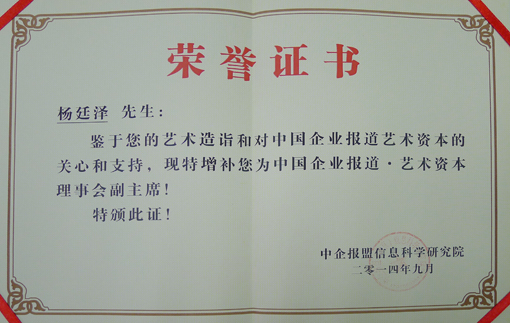 荣誉证书
杨廷泽 先生：
鉴于您的艺术造诣和对中国企业报道艺术资本的
关心和支持，现特增补您为中国企业报道·艺术资本
理事会副主席！
特颁此证！
中企报盟信息科学研究院
二零一四年九月